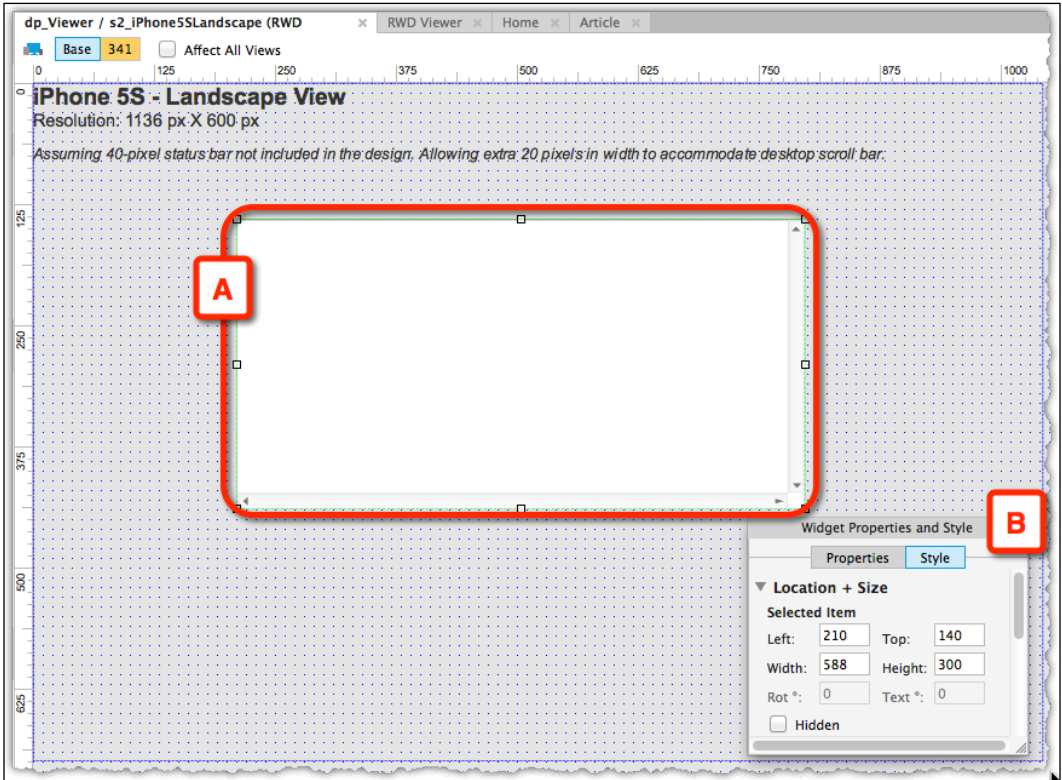 dp_Viewer / s2_iPhone5SLandscape (RWD × RWD Viewer × Home × Article ×
Base 341 Affect All Views
0 125 250 375 500 625 750 875 1000
0
iPhone 5S - Landscape View
Resolution: 1136 px X 600 px
Assuming 40-pixel status bar not included in the design. Allowing extra 20 pixels in width to accommodate desktop scroll bar.
125
A
250
375
B
Widget Properties and Style
Properties Style
500
Location + Size
Selected Item
Left: 210 Top: 140
Width: 588 Height: 300
Rot °: 0 Text °: 0
625
Hidden